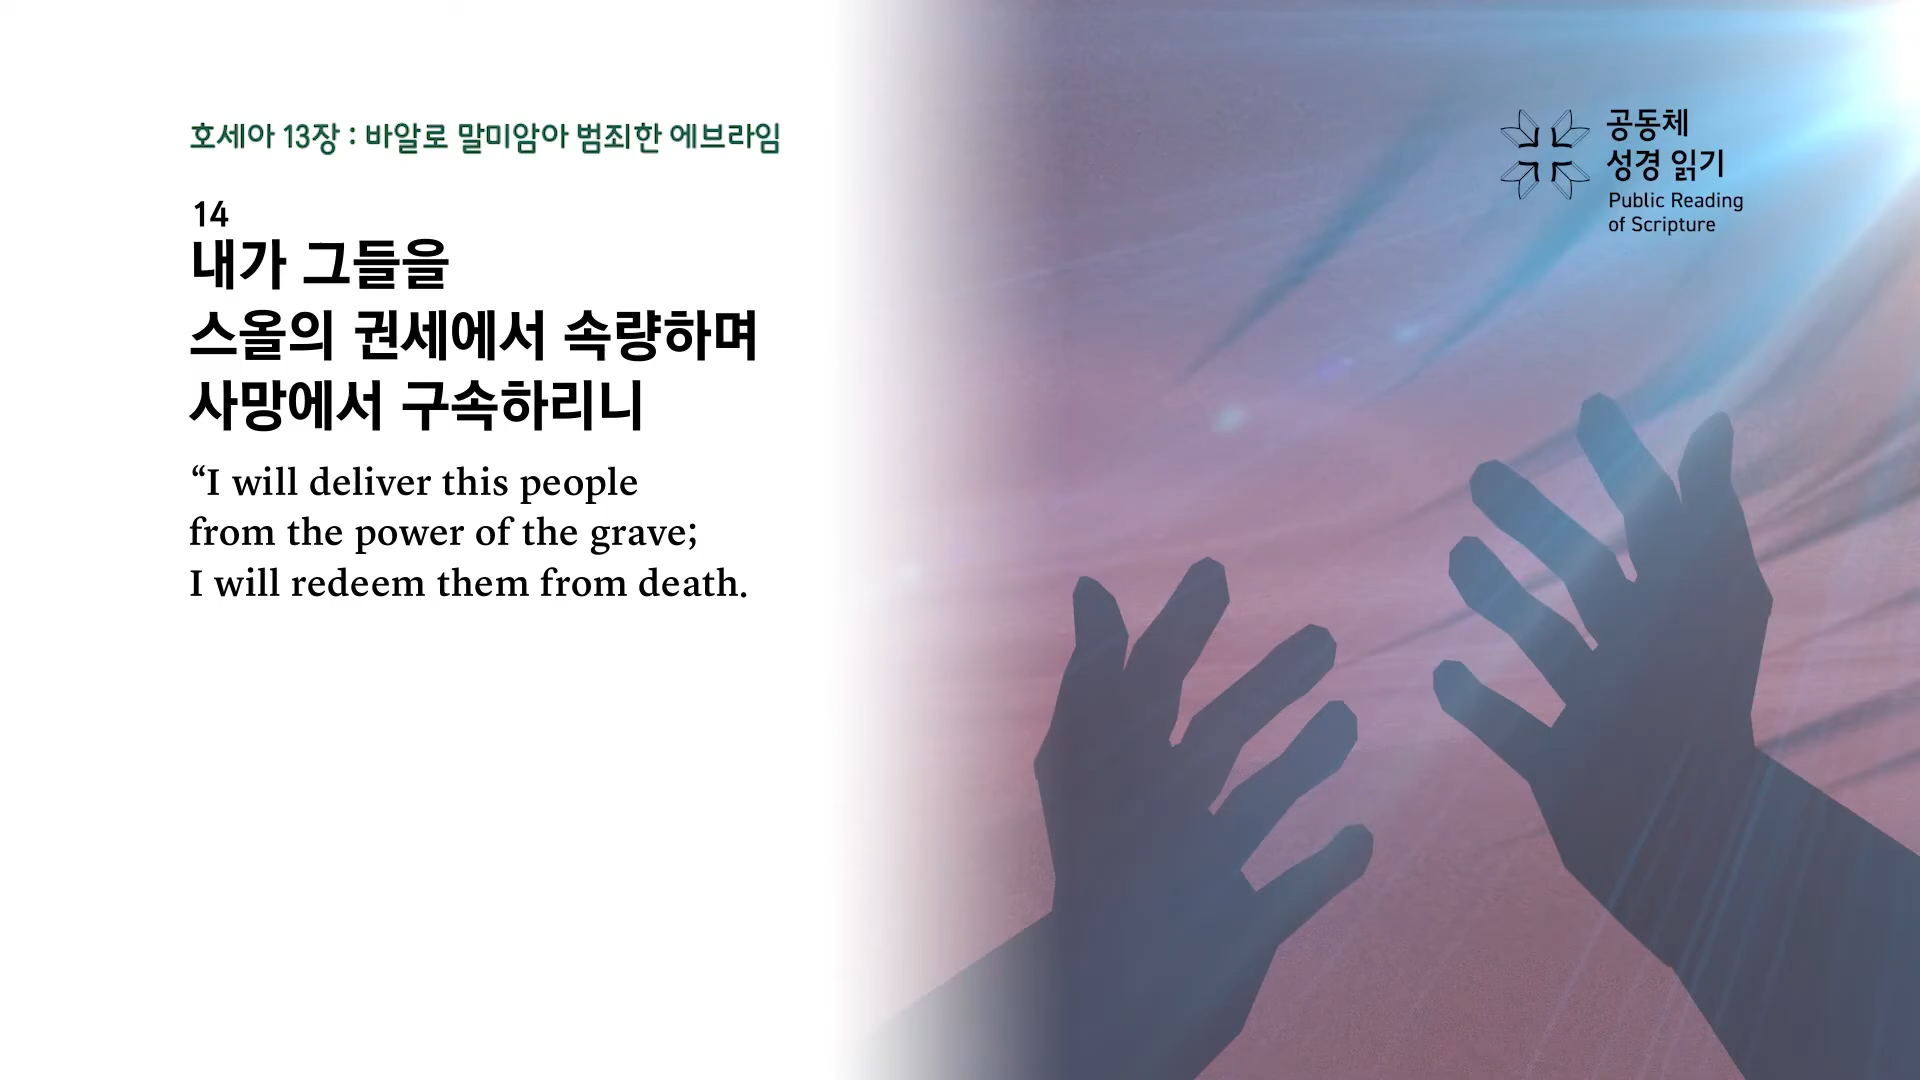 호세아 13장 : 바알로 말미암아 범죄한 에브라임
14
내가 그들을
스올의 권세에서 속량하며
사망에서 구속하리니
“I will deliver this people
from the power of the grave;
I will redeem them from death.
공동체
성경 읽기
Public Reading
of Scripture